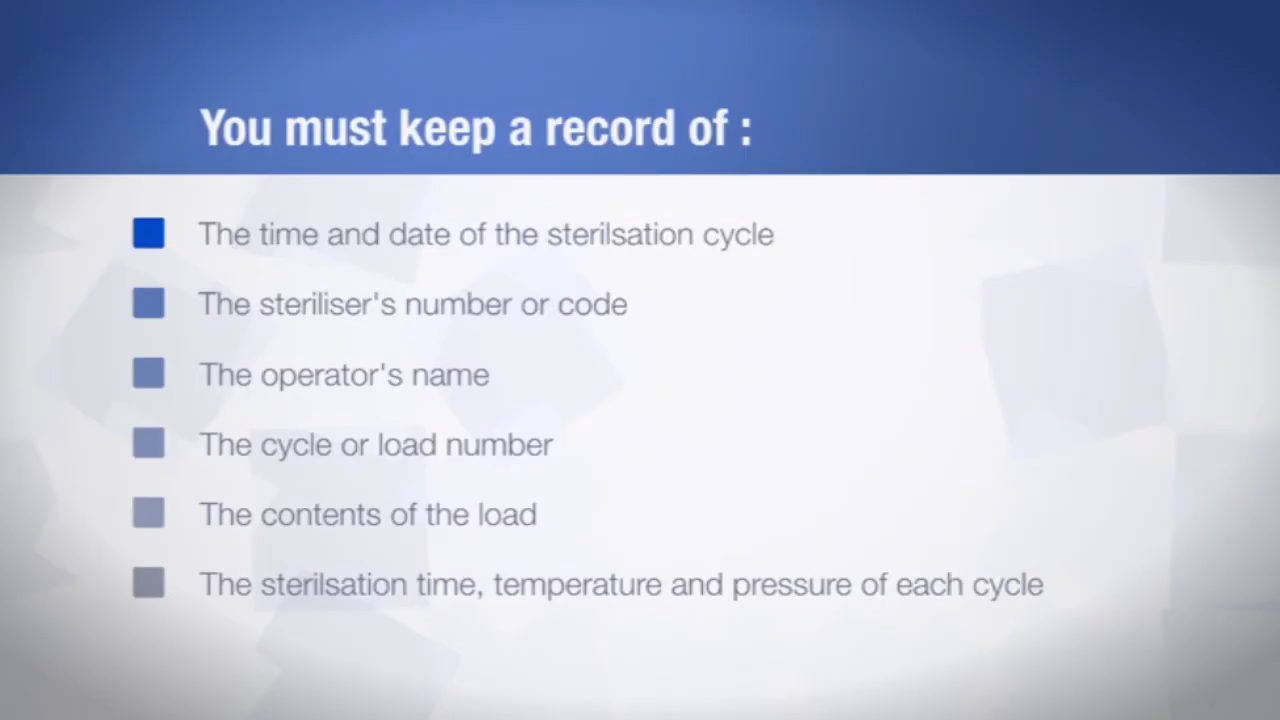 You must keep a record of :
The time and date of the sterilsation cycle
The steriliser's number or code
The operator's name
The cycle or load number
The contents of the load
The sterilsation time, temperature and pressure of each cycle